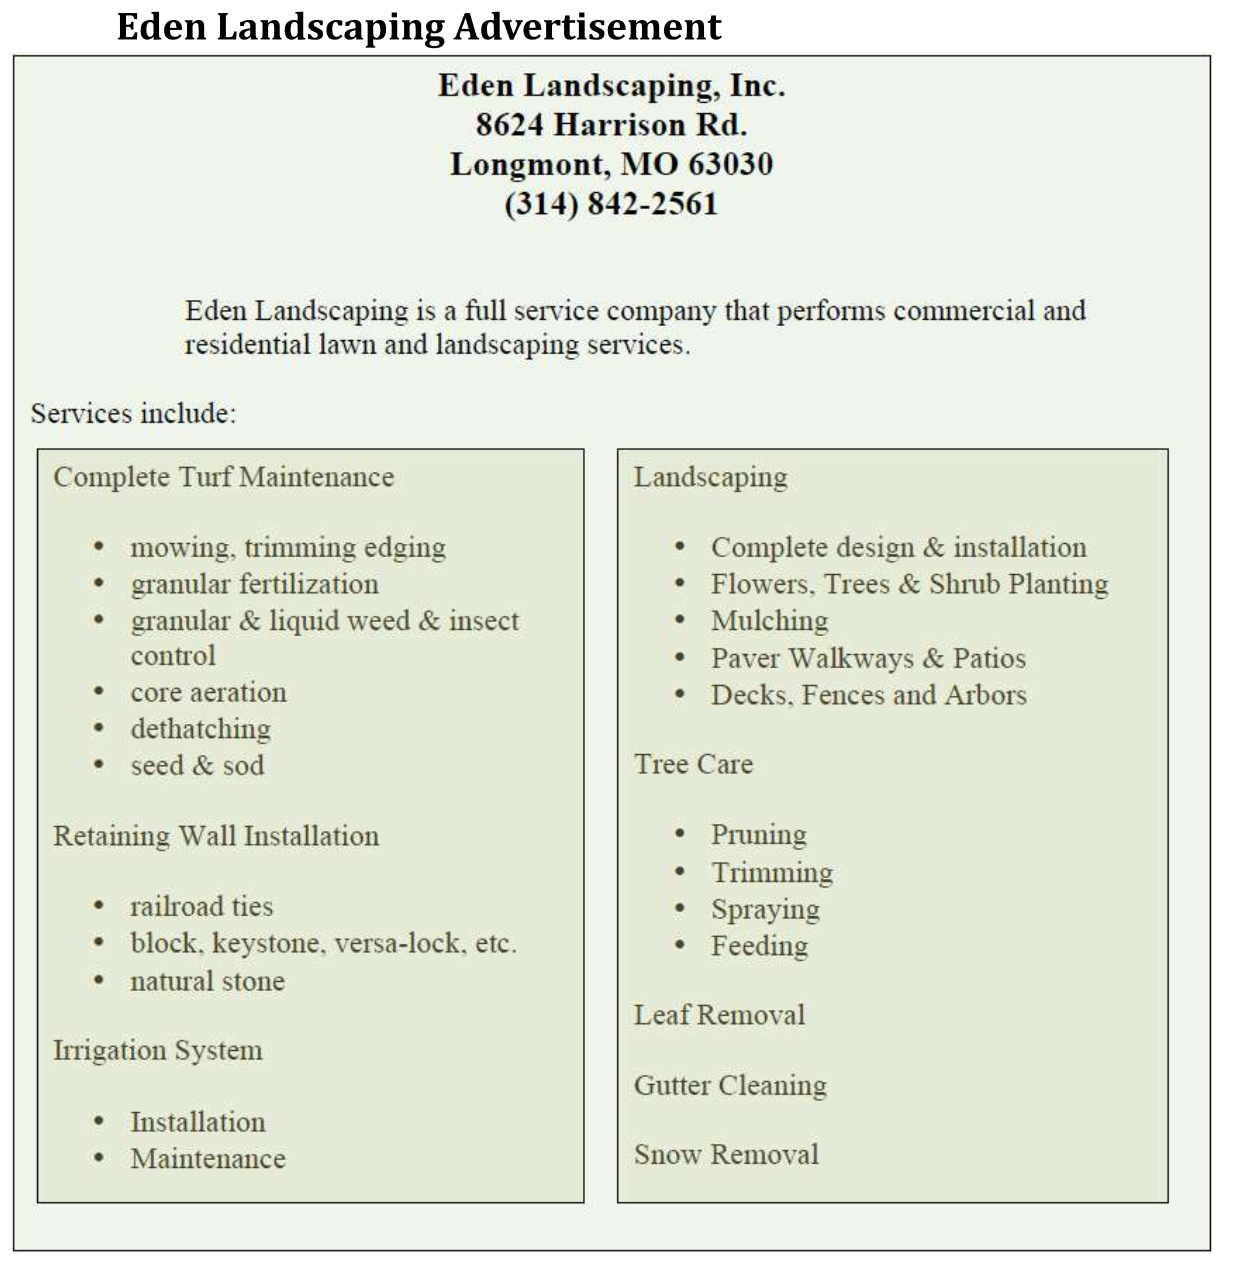 Eden Landscaping Advertisement
Eden Landscaping, Inc.
8624 Harrison Rd.
Longmont, MO 63030
(314) 842-2561
Eden Landscaping is a full service company that performs commercial and
residential lawn and landscaping services.
Services include:
Complete Turf Maintenance
• mowing, trimming edging
• granular fertilization
• granular & liquid weed & insect
control
• core aeration
• dethatching
• seed & sod
Retaining Wall Installation
• railroad ties
• block, keystone, versa-lock, etc.
• natural stone
Irrigation System
• Installation
• Maintenance
Landscaping
• Complete design & installation
• Flowers, Trees & Shrub Planting
• Mulching
• Paver Walkways & Patios
• Decks, Fences and Arbors
Tree Care
• Pruning
• Trimming
• Spraying
• Feeding
Leaf Removal
Gutter Cleaning
Snow Removal